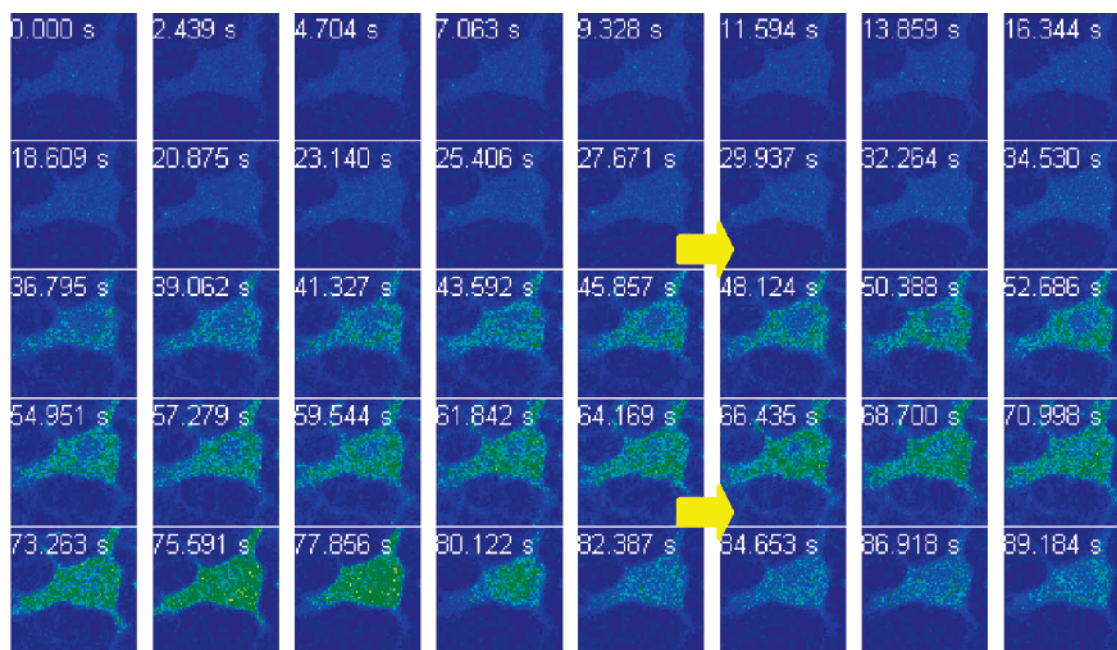 0.000 s 2.439 s 4.704 s 7.063 s 9.328 s 11.594 s 13.859 s 16.344 s
18.609 s 20.875 s 23.140 s 25.406 s 27.671 s 29.937 s 32.264 s 34.530 s
36.795 s 39.062 s 41.327 s 43.592 s 45.857 s 48.124 s 50.388 s 52.686 s
54.951 s 57.279 s 59.544 s 61.842 s 64.169 s 66.435 s 68.700 s 70.998 s
73.263 s 75.591 s 77.856 s 80.122 s 82.387 s 84.653 s 86.918 s 89.184 s